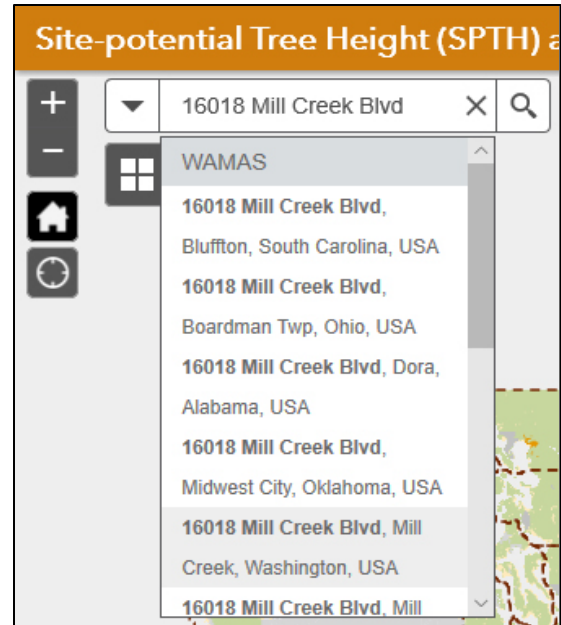 Site-potential Tree Height (SPTH) a
16018 Mill Creek Blvd
WAMAS
16018 Mill Creek Blvd,
Bluffton, South Carolina, USA
16018 Mill Creek Blvd,
Boardman Twp, Ohio, USA
16018 Mill Creek Blvd, Dora,
Alabama, USA
16018 Mill Creek Blvd,
Midwest City, Oklahoma, USA
16018 Mill Creek Blvd, Mill
Creek, Washington, USA
16018 Mill Creek Blvd, Mill